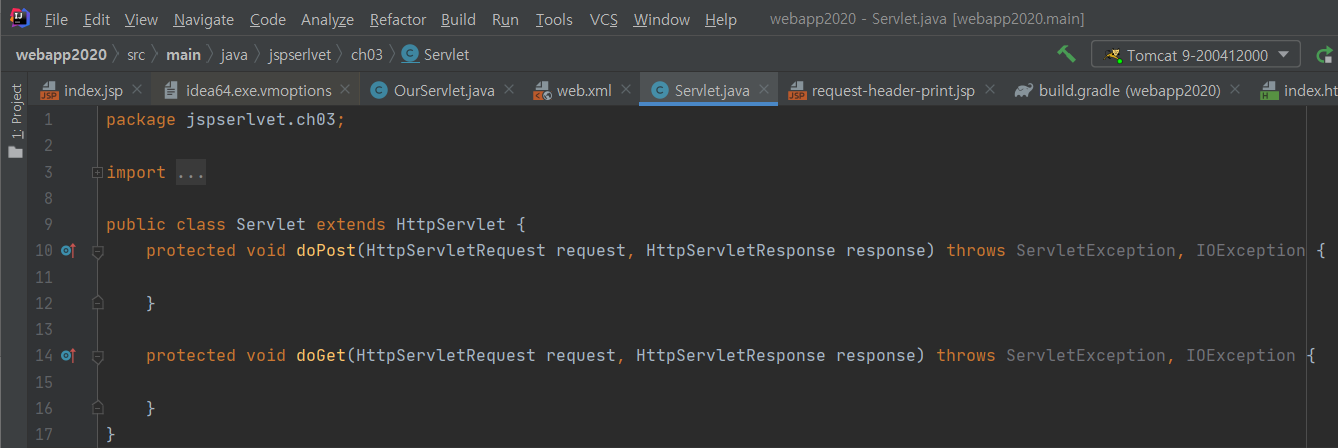 File Edit View Navigate Code Analyze Refactor Build Run Tools VCS Window Help webapp2020 - Servlet.java [webapp2020.main]
webapp2020 src main java jspserlvet ch03 Servlet Tomcat 9-200412000
index.jsp idea64.exe.vmoptions OurServlet.java web.xml Servlet.java request-header-print.jsp build.gradle (webapp2020) index.ht
1: Project
1 package jspserlvet.ch03;
2
3 import ...
8
9 public class Servlet extends HttpServlet {
10 protected void doPost(HttpServletRequest request, HttpServletResponse response) throws ServletException, IOException {
11
12 }
13
14 protected void doGet(HttpServletRequest request, HttpServletResponse response) throws ServletException, IOException {
15
16 }
17 }